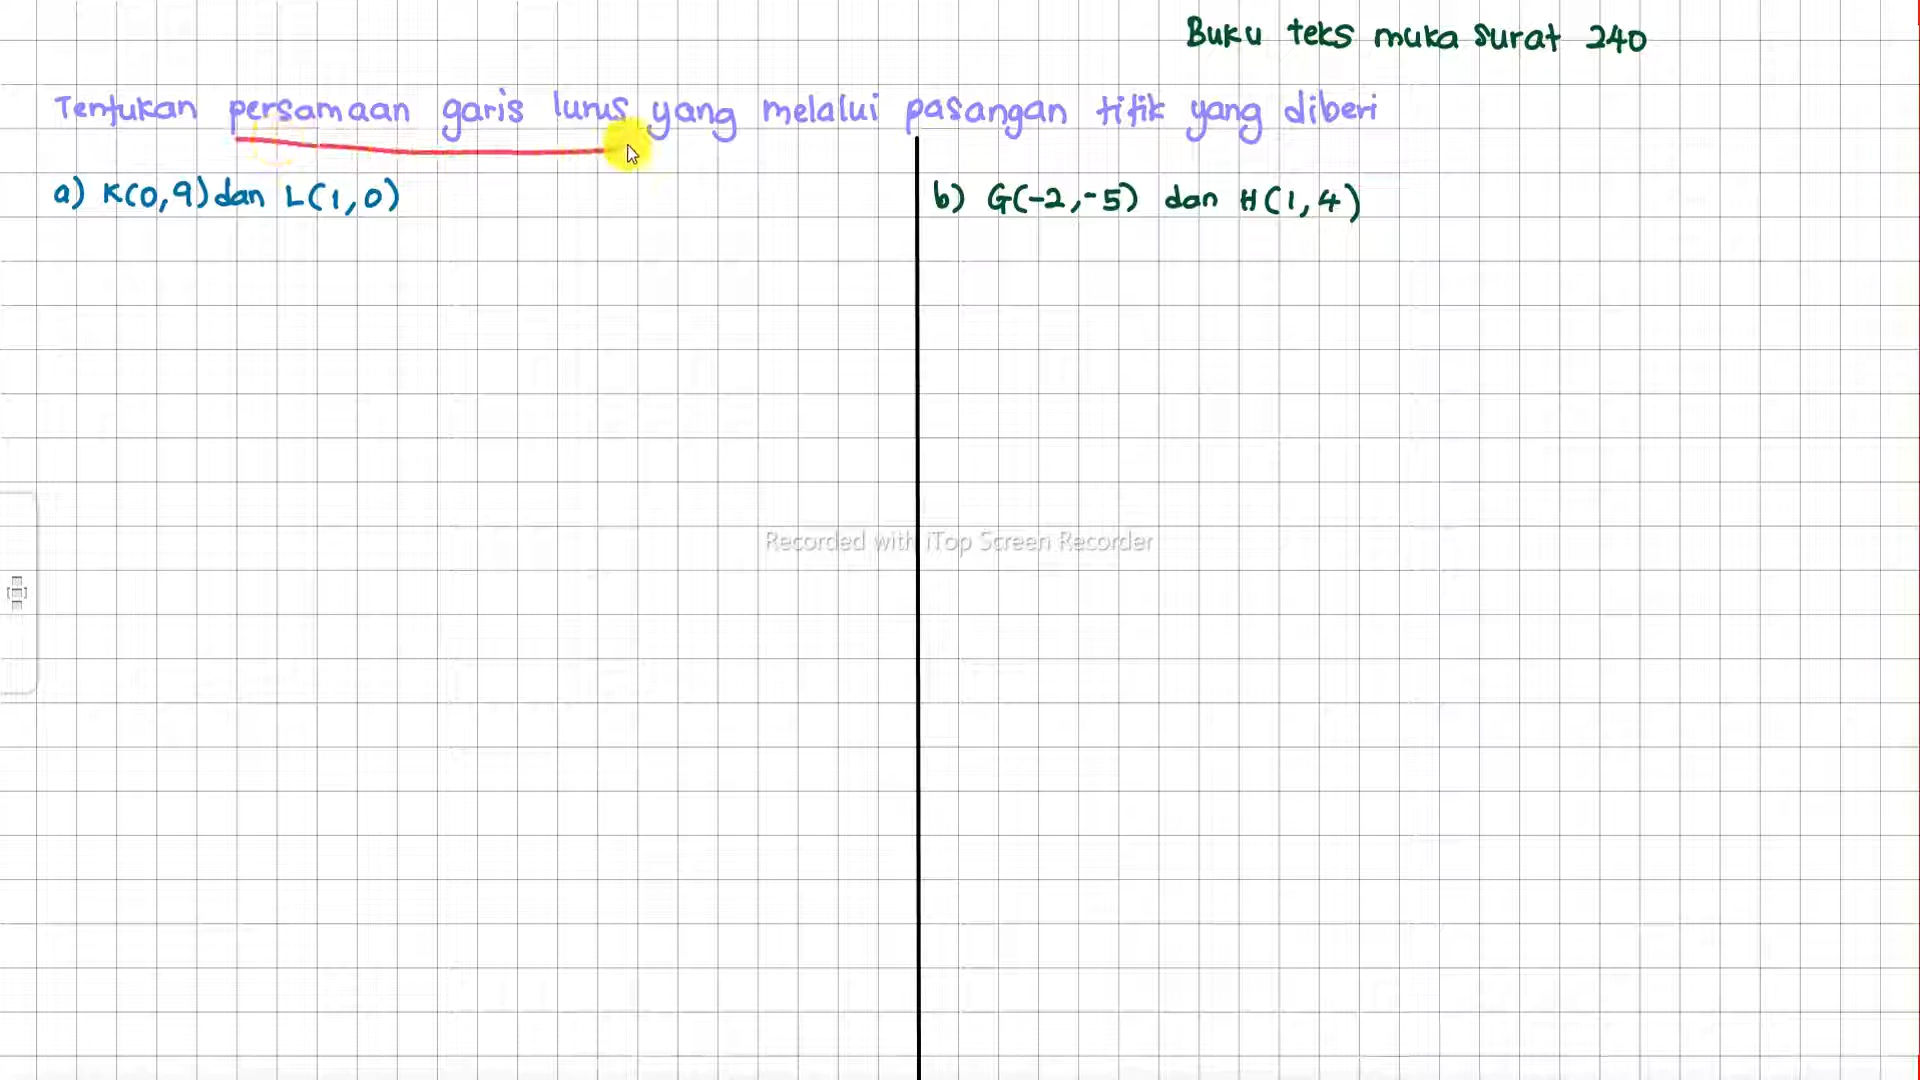 Buku teks muka surat 240
Tentukan persamaan garis lurus yang melalui pasangan titik yang diberi
a) K(0,9) dan L(1,0)
b) G(-2,-5) dan H(1,4)
Recorded with iTop Screen Recorder